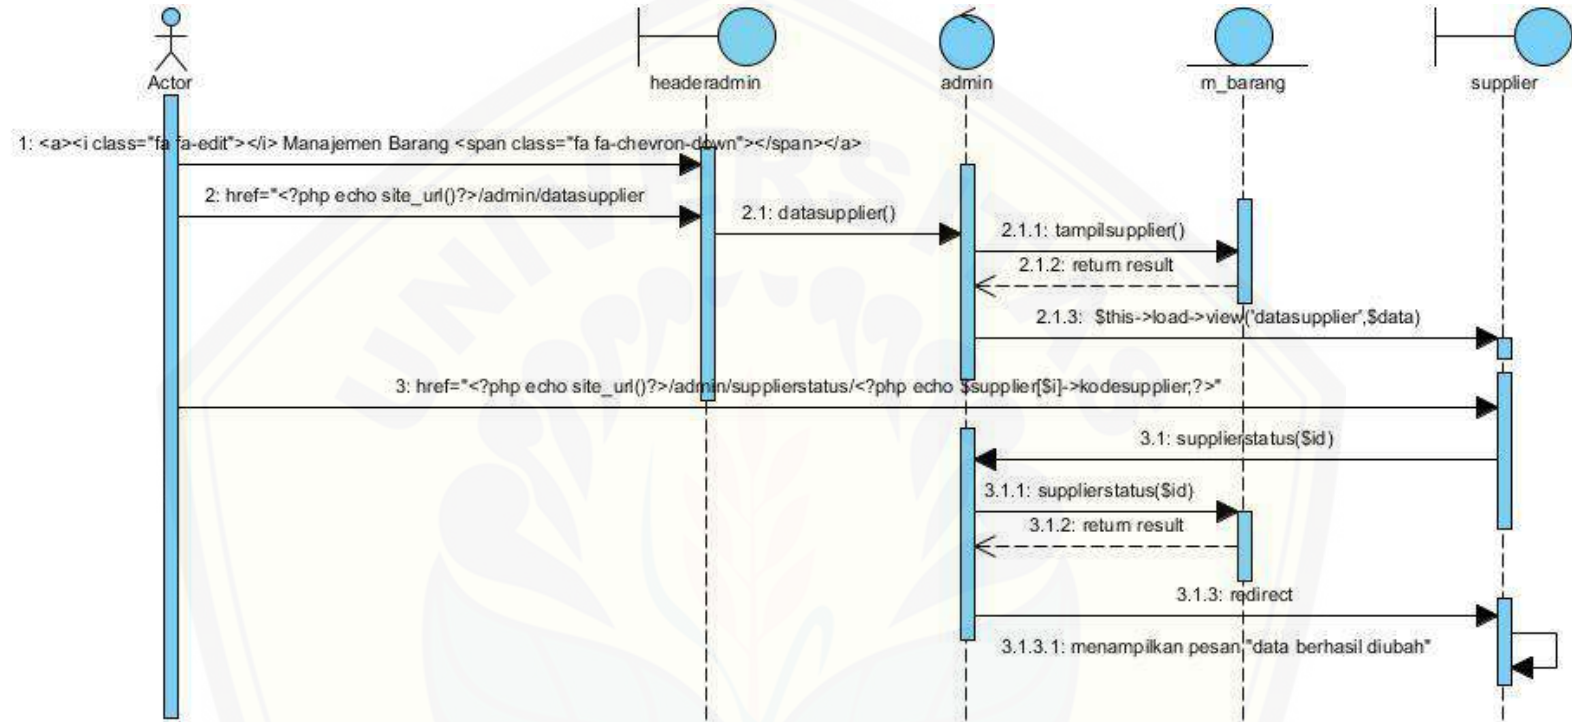 Actor
headeradmin
admin
m_barang
supplier
1: <a><i class="fa fa-edit"></i> Manajemen Barang <span class="fa fa-chevron-down"></span></a>
2: href="<?php echo site_url()?>/admin/datasupplier
2.1: datasupplier()
2.1.1: tampilsupplier()
2.1.2: return result
2.1.3: $this->load->view('datasupplier',$data)
3: href="<?php echo site_url()?>/admin/supplierstatus/<?php echo $supplier[$i]->kodesupplier;?>"
3.1: supplierstatus($id)
3.1.1: supplierstatus($id)
3.1.2: return result
3.1.3: redirect
3.1.3.1: menampilkan pesan "data berhasil diubah"
UNIVERSITAS